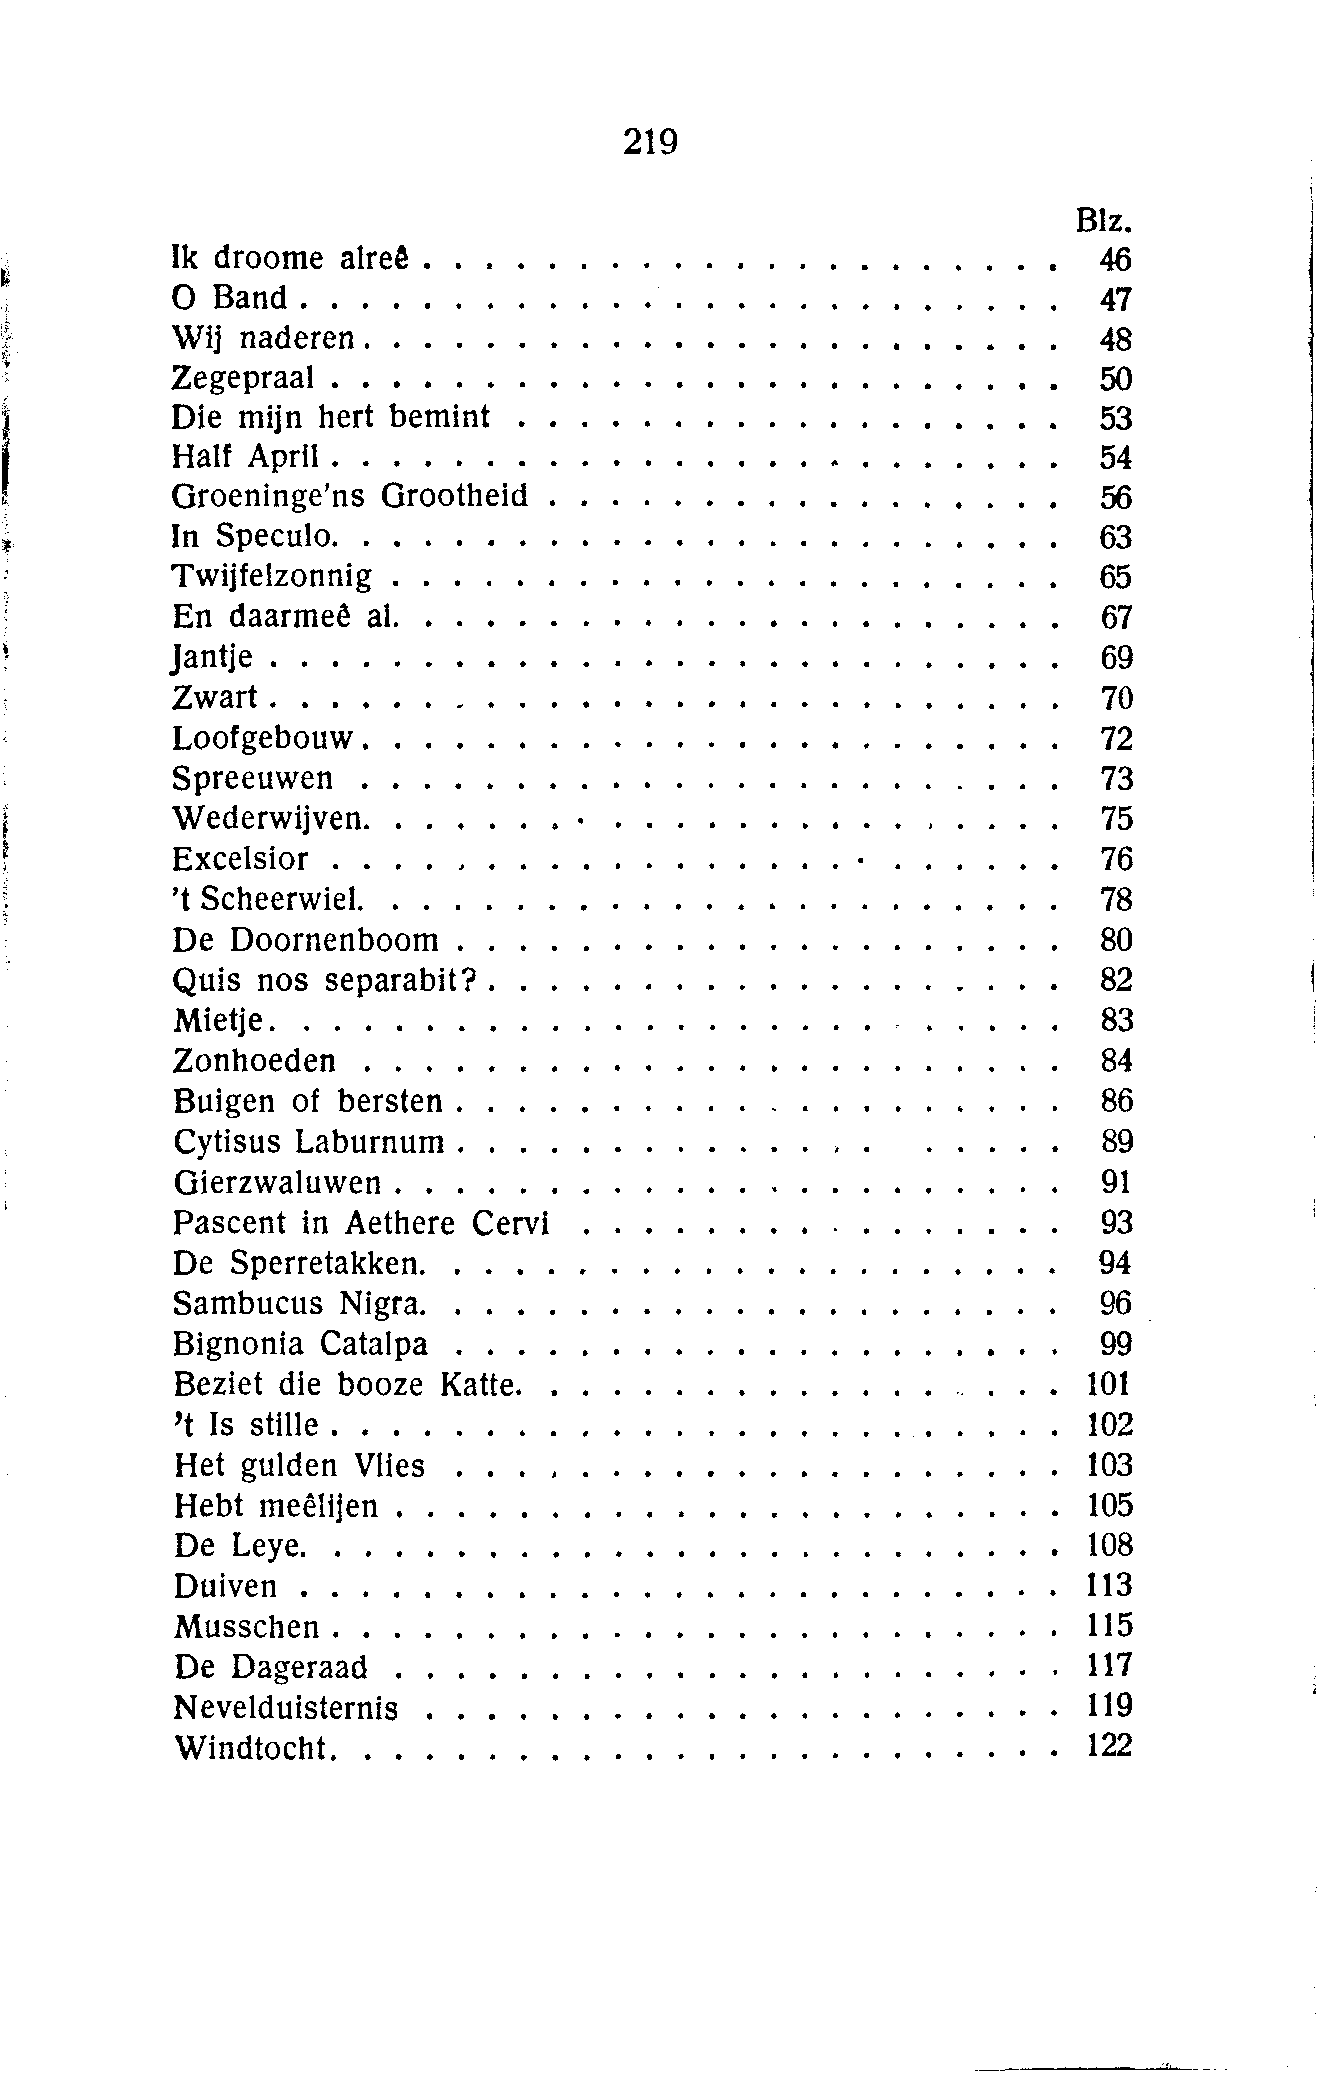 219
Blz.
Ik droome alreê . . . . . . . . . . . . . . . . . . . . . 46
O Band . . . . . . . . . . . . . . . . . . . . . . . . . 47
Wij naderen . . . . . . . . . . . . . . . . . . . . . . . 48
Zegepraal . . . . . . . . . . . . . . . . . . . . . . . . 50
Die mijn hert bemint . . . . . . . . . . . . . . . . . . 53
Half April . . . . . . . . . . . . . . . . . . . . . . . . 54
Groeninge'ns Grootheid . . . . . . . . . . . . . . . . . 56
In Speculo. . . . . . . . . . . . . . . . . . . . . . . . 63
Twijfelzonnig . . . . . . . . . . . . . . . . . . . . . . 65
En daarmeê al. . . . . . . . . . . . . . . . . . . . . . 67
Jantje . . . . . . . . . . . . . . . . . . . . . . . . . . 69
Zwart . . . . . . . . . . . . . . . . . . . . . . . . . . 70
Loofgebouw . . . . . . . . . . . . . . . . . . . . . . . 72
Spreeuwen . . . . . . . . . . . . . . . . . . . . . . . 73
Wederwijven. . . . . . . . . . . . . . . . . . . . . . . 75
Excelsior . . . . . . . . . . . . . . . . . . . . . . . . 76
't Scheerwiel. . . . . . . . . . . . . . . . . . . . . . . 78
De Doornenboom . . . . . . . . . . . . . . . . . . . . 80
Quis nos separabit? . . . . . . . . . . . . . . . . . . . 82
Mietje. . . . . . . . . . . . . . . . . . . . . . . . . . 83
Zonhoeden . . . . . . . . . . . . . . . . . . . . . . . 84
Buigen of bersten . . . . . . . . . . . . . . . . . . . . 86
Cytisus Laburnum . . . . . . . . . . . . . . . . . . . 89
Gierzwaluwen . . . . . . . . . . . . . . . . . . . . . . 91
Pascent in Aethere Cervi . . . . . . . . . . . . . . . . 93
De Sperretakken. . . . . . . . . . . . . . . . . . . . . 94
Sambucus Nigra. . . . . . . . . . . . . . . . . . . . . 96
Bignonia Catalpa . . . . . . . . . . . . . . . . . . . . 99
Beziet die booze Katte. . . . . . . . . . . . . . . . . . 101
't Is stille . . . . . . . . . . . . . . . . . . . . . . . . 102
Het gulden Vlies . . . . . . . . . . . . . . . . . . . . 103
Hebt meêlijen . . . . . . . . . . . . . . . . . . . . . . 105
De Leye. . . . . . . . . . . . . . . . . . . . . . . . . 108
Duiven . . . . . . . . . . . . . . . . . . . . . . . . . 113
Musschen . . . . . . . . . . . . . . . . . . . . . . . . 115
De Dageraad . . . . . . . . . . . . . . . . . . . . . . 117
Nevelduisternis . . . . . . . . . . . . . . . . . . . . . 119
Windtocht. . . . . . . . . . . . . . . . . . . . . . . . 122